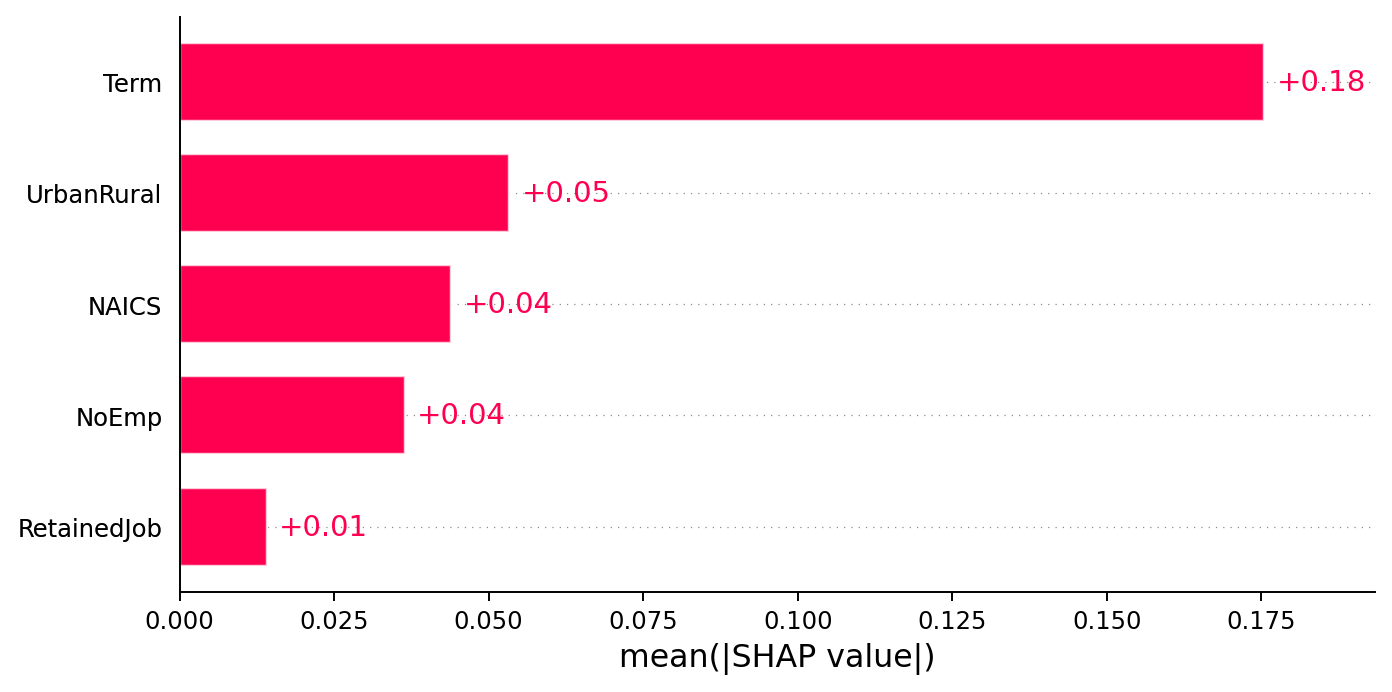 Term +0.18
UrbanRural +0.05
NAICS +0.04
NoEmp +0.04
RetainedJob +0.01
0.000 0.025 0.050 0.075 0.100 0.125 0.150 0.175
mean(|SHAP value|)